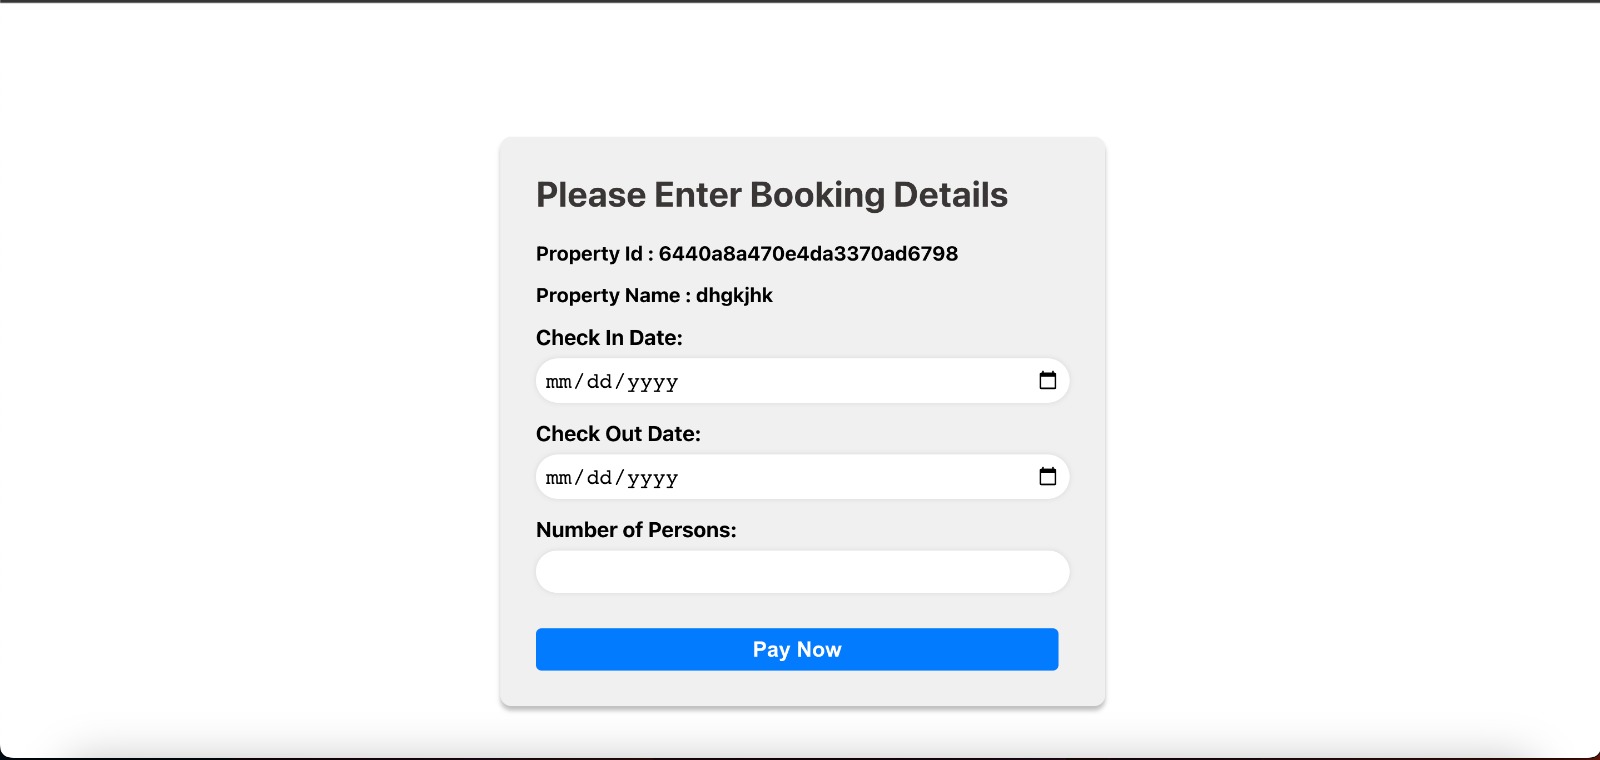 Please Enter Booking Details
Property Id : 6440a8a470e4da3370ad6798
Property Name : dhgkjhk
Check In Date:
mm/dd/yyyy
Check Out Date:
mm/dd/yyyy
Number of Persons:
Pay Now